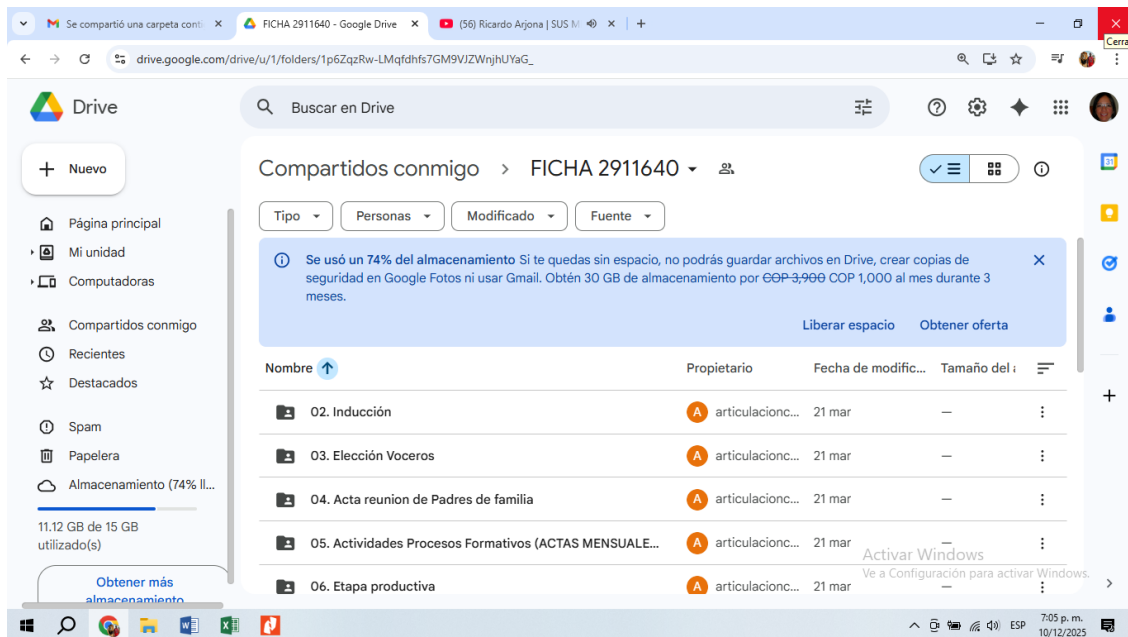 Se compartió una carpeta conti
FICHA 2911640 - Google Drive
(56) Ricardo Arjona | SUS M
Cerra
drive.google.com/drive/u/1/folders/1p6ZqzRw-LMqfdhfs7GM9VJZWnjhUYaG_
Drive
Buscar en Drive
Nuevo
Compartidos conmigo > FICHA 2911640
31
Tipo Personas Modificado Fuente
Página principal
Mi unidad
Computadoras
Compartidos conmigo
Recientes
Destacados
Spam
Papelera
Almacenamiento (74% ll...
11.12 GB de 15 GB
utilizado(s)
Obtener más
almacenamiento
Se usó un 74% del almacenamiento Si te quedas sin espacio, no podrás guardar archivos en Drive, crear copias de
seguridad en Google Fotos ni usar Gmail. Obtén 30 GB de almacenamiento por COP 3,900 COP 1,000 al mes durante 3
meses.
Liberar espacio Obtener oferta
Nombre Propietario Fecha de modific... Tamaño del a
02. Inducción A articulacionc... 21 mar —
03. Elección Voceros A articulacionc... 21 mar —
04. Acta reunion de Padres de familia A articulacionc... 21 mar —
05. Actividades Procesos Formativos (ACTAS MENSUALE... A articulacionc... 21 mar —
06. Etapa productiva A articulacionc... 21 mar —
Activar Windows
Ve a Configuración para activar Windows.
ESP
7:05 p. m.
10/12/2025